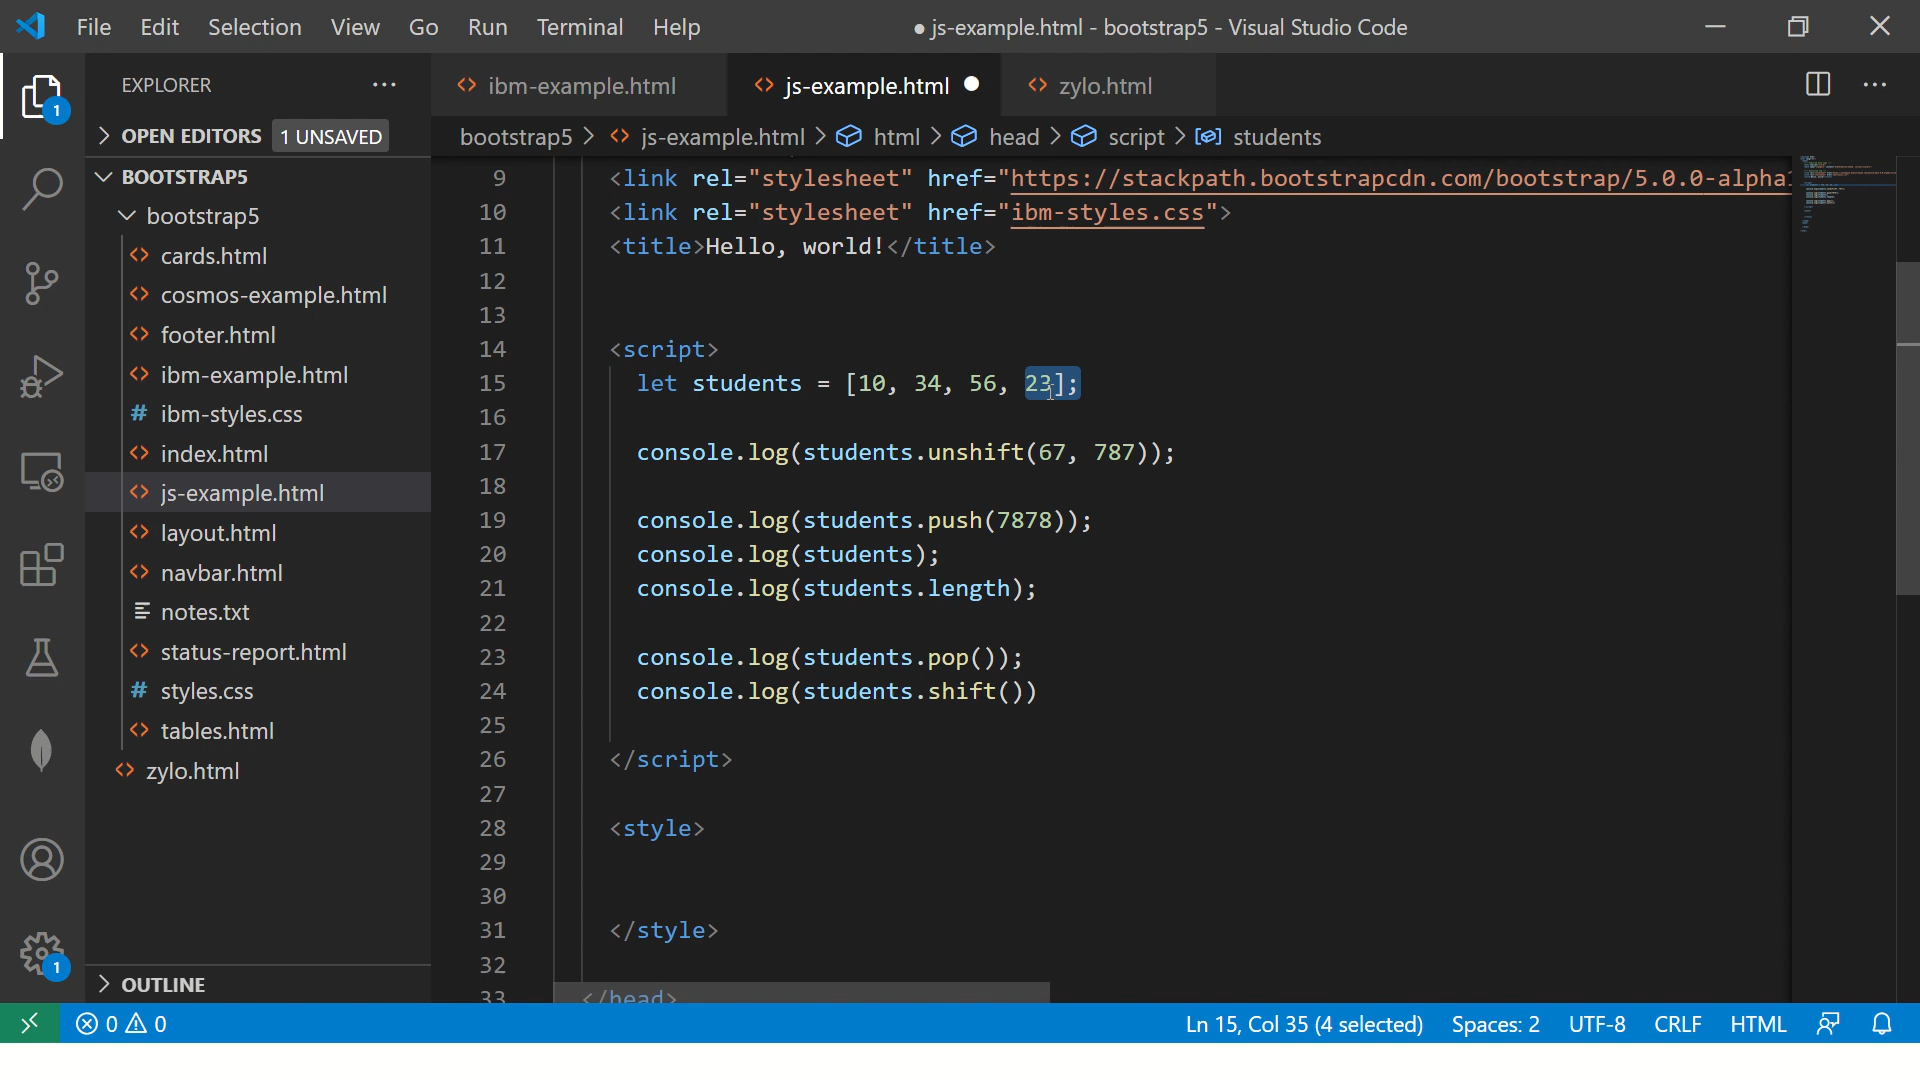 File Edit Selection View Go Run Terminal Help
● js-example.html - bootstrap5 - Visual Studio Code
EXPLORER
ibm-example.html
js-example.html
zylo.html
1
OPEN EDITORS 1 UNSAVED
bootstrap5 > js-example.html > html > head > script > students
BOOTSTRAP5
bootstrap5
cards.html
cosmos-example.html
footer.html
ibm-example.html
ibm-styles.css
index.html
js-example.html
layout.html
navbar.html
notes.txt
status-report.html
styles.css
tables.html
zylo.html
OUTLINE
9 <link rel="stylesheet" href="https://stackpath.bootstrapcdn.com/bootstrap/5.0.0-alpha
10 <link rel="stylesheet" href="ibm-styles.css">
11 <title>Hello, world!</title>
12
13
14 <script>
15 let students = [10, 34, 56, 23];
16
17 console.log(students.unshift(67, 787));
18
19 console.log(students.push(7878));
20 console.log(students);
21 console.log(students.length);
22
23 console.log(students.pop());
24 console.log(students.shift())
25
26 </script>
27
28 <style>
29
30
31 </style>
32
33 </head>
1
0 0
Ln 15, Col 35 (4 selected) Spaces: 2 UTF-8 CRLF HTML